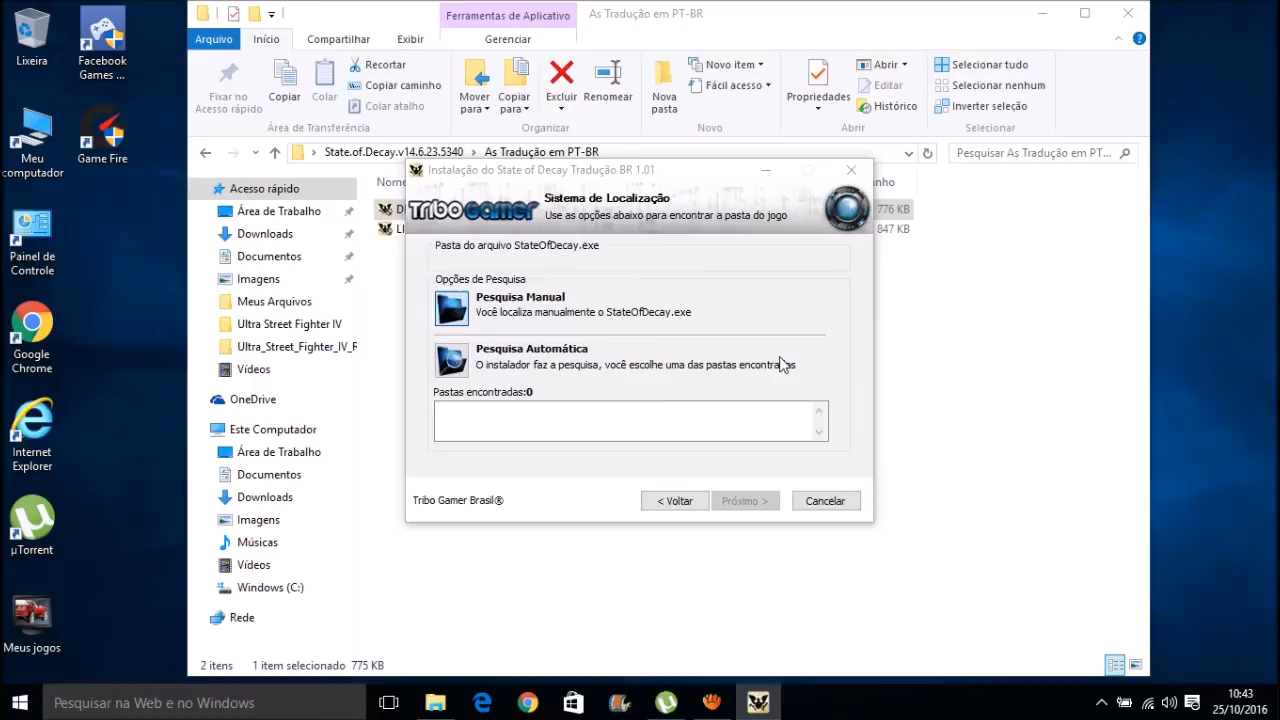 Lixeira
Facebook
Games ...
Meu
computador
Game Fire
Painel de
Controle
Google
Chrome
Internet
Explorer
µTorrent
Meus jogos
Ferramentas de Aplicativo
As Tradução em PT-BR
Arquivo
Início
Compartilhar
Exibir
Gerenciar
Fixar no
Acesso rápido
Copiar
Colar
Recortar
Copiar caminho
Colar atalho
Área de Transferência
Mover
para
Copiar
para
Excluir
Renomear
Organizar
Nova
pasta
Novo item
Fácil acesso
Novo
Propriedades
Abrir
Editar
Histórico
Abrir
Selecionar tudo
Selecionar nenhum
Inverter seleção
Selecionar
State.of.Decay.v14.6.23.5340 > As Tradução em PT-BR
Pesquisar As Tradução em PT...
Acesso rápido
Área de Trabalho
Downloads
Documentos
Imagens
Meus Arquivos
Ultra Street Fighter IV
Ultra_Street_Fighter_IV_R
Vídeos
OneDrive
Este Computador
Área de Trabalho
Documentos
Downloads
Imagens
Músicas
Vídeos
Windows (C:)
Rede
776 KB
847 KB
Instalação do State of Decay Tradução BR 1.01
TriboGamer
Sistema de Localização
Use as opções abaixo para encontrar a pasta do jogo
Pasta do arquivo StateOfDecay.exe
Opções de Pesquisa
Pesquisa Manual
Você localiza manualmente o StateOfDecay.exe
Pesquisa Automática
O instalador faz a pesquisa, você escolhe uma das pastas encontradas
Pastas encontradas:0
Tribo Gamer Brasil®
< Voltar
Próximo >
Cancelar
2 itens
1 item selecionado 775 KB
Pesquisar na Web e no Windows
10:43
25/10/2016